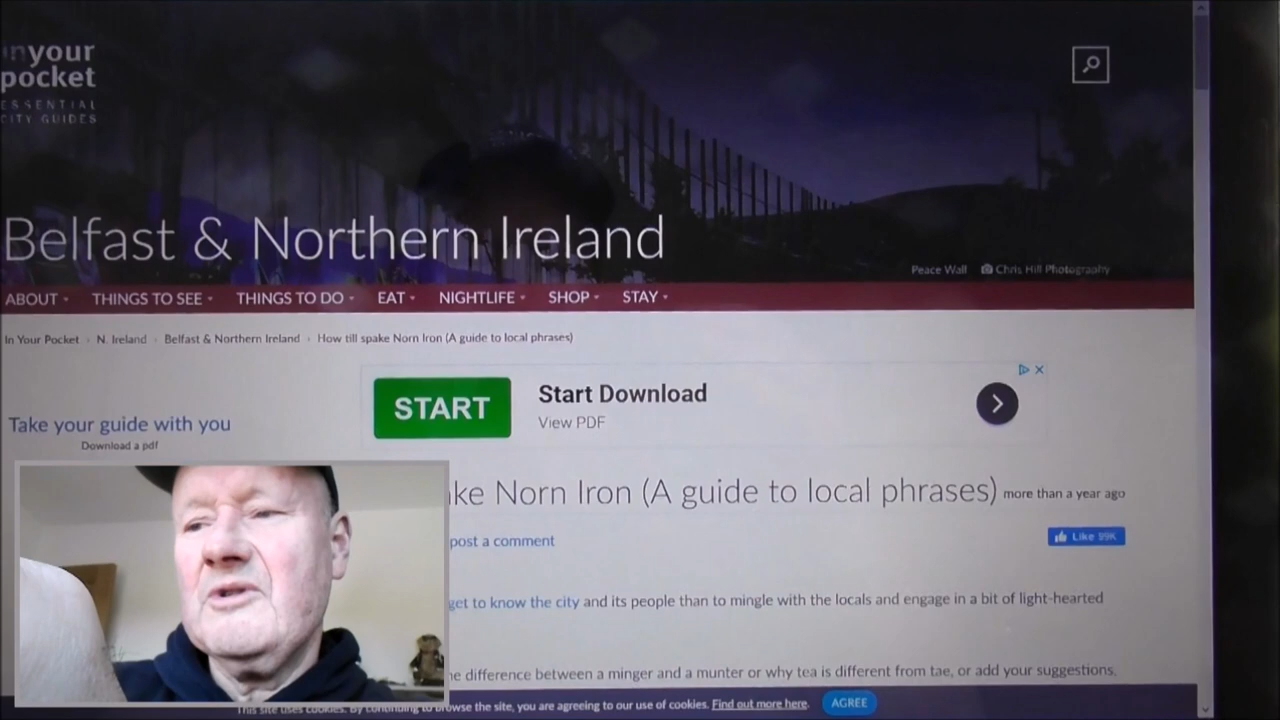 inyour
pocket
ESSENTIAL
CITY GUIDES
Belfast & Northern Ireland
Peace Wall Chris Hill Photography
ABOUT THINGS TO SEE THINGS TO DO EAT NIGHTLIFE SHOP STAY
In Your Pocket › N. Ireland › Belfast & Northern Ireland › How till spake Norn Iron (A guide to local phrases)
START
Start Download
View PDF
Take your guide with you
Download a pdf
ke Norn Iron (A guide to local phrases) more than a year ago
post a comment
Like 99K
get to know the city and its people than to mingle with the locals and engage in a bit of light-hearted
e difference between a minger and a munter or why tea is different from tae, or add your suggestions,
This site uses cookies. By continuing to browse the site, you are agreeing to our use of cookies. Find out more here. AGREE